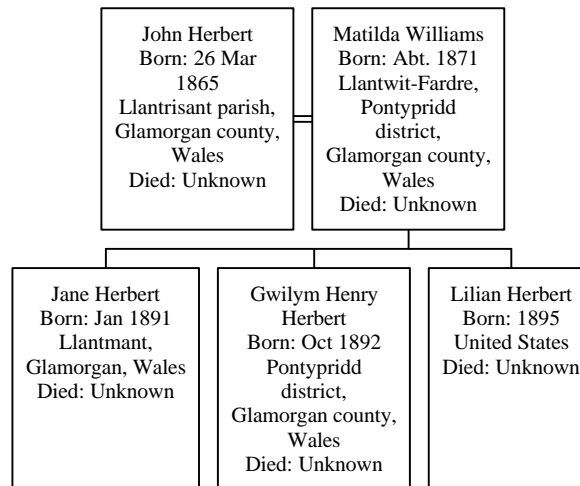 John Herbert
Born: 26 Mar
1865
Llantrisant parish,
Glamorgan county,
Wales
Died: Unknown
Matilda Williams
Born: Abt. 1871
Llantwit-Fardre,
Pontypridd
district,
Glamorgan county,
Wales
Died: Unknown
Jane Herbert
Born: Jan 1891
Llantmant,
Glamorgan, Wales
Died: Unknown
Gwilym Henry
Herbert
Born: Oct 1892
Pontypridd
district,
Glamorgan county,
Wales
Died: Unknown
Lilian Herbert
Born: 1895
United States
Died: Unknown